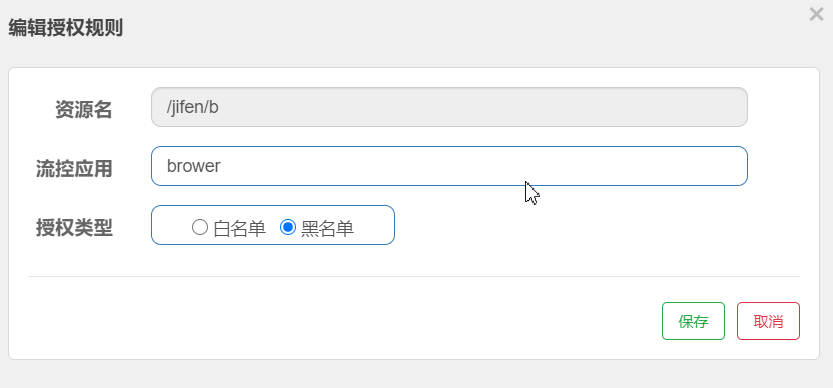 编辑授权规则
×
资源名 /jifen/b
流控应用 brower
授权类型 白名单 黑名单
保存 取消